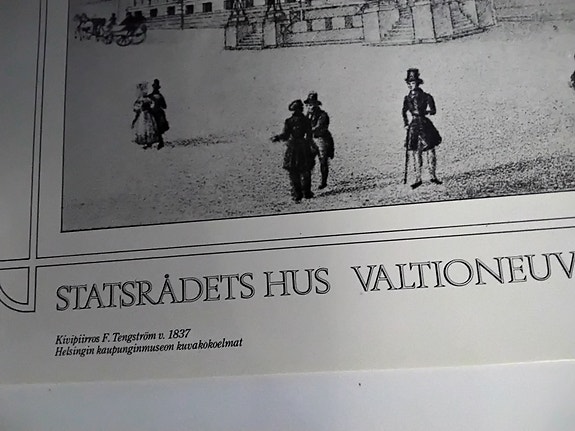 STATSRÅDETS HUS VALTIONEUV
Kivipiirros F. Tengström v. 1837
Helsingin kaupunginmuseon kuvakokoelmat